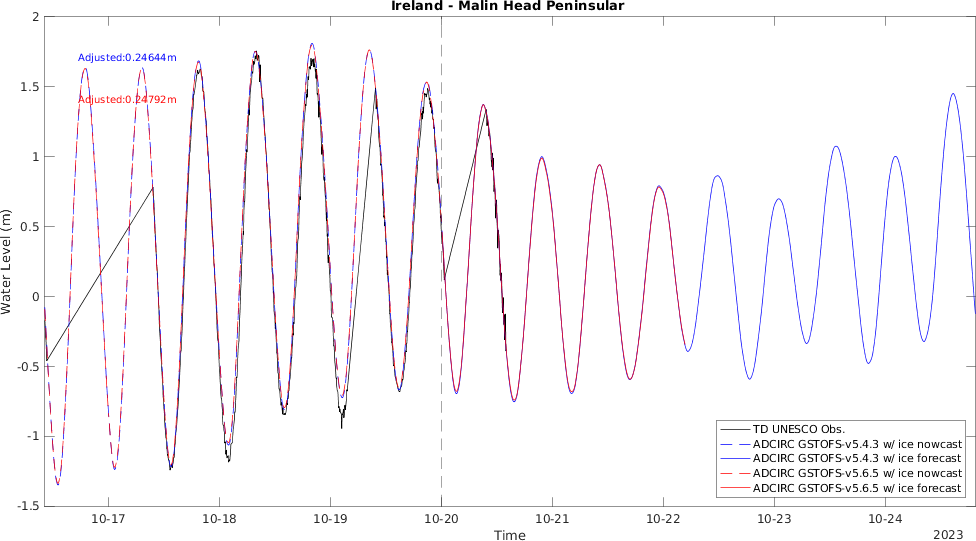 Ireland - Malin Head Peninsular
Adjusted:0.24644m
Adjusted:0.24792m
Water Level (m)
2
1.5
1
0.5
0
-0.5
-1
-1.5
10-17 10-18 10-19 10-20 10-21 10-22 10-23 10-24
Time
2023
TD UNESCO Obs.
ADCIRC GSTOFS-v5.4.3 w/ ice nowcast
ADCIRC GSTOFS-v5.4.3 w/ ice forecast
ADCIRC GSTOFS-v5.6.5 w/ ice nowcast
ADCIRC GSTOFS-v5.6.5 w/ ice forecast